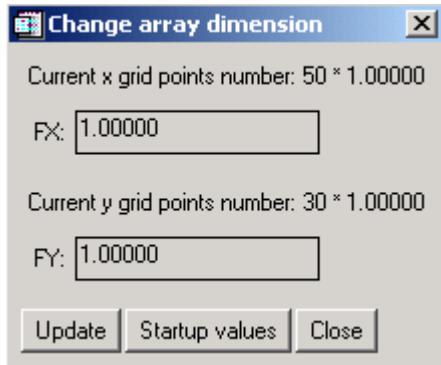 Change array dimension
Current x grid points number: 50 * 1.00000
FX: 1.00000
Current y grid points number: 30 * 1.00000
FY: 1.00000
Update Startup values Close